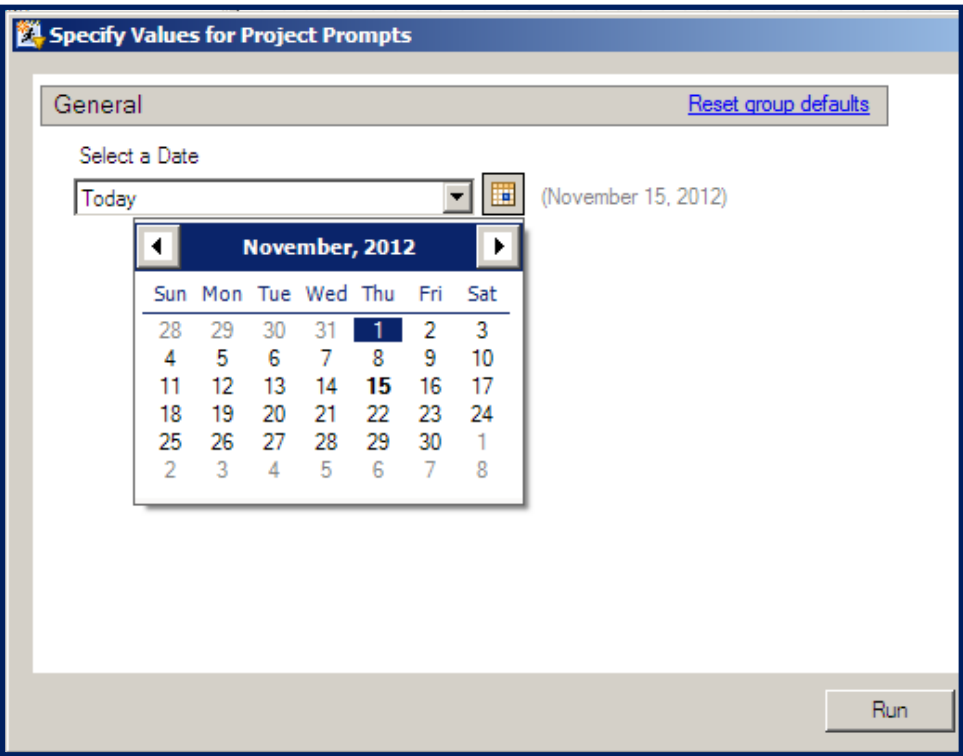 Specify Values for Project Prompts
General Reset group defaults
Select a Date
Today (November 15, 2012)
November, 2012
Sun Mon Tue Wed Thu Fri Sat
28 29 30 31 1 2 3
4 5 6 7 8 9 10
11 12 13 14 15 16 17
18 19 20 21 22 23 24
25 26 27 28 29 30 1
2 3 4 5 6 7 8
Run